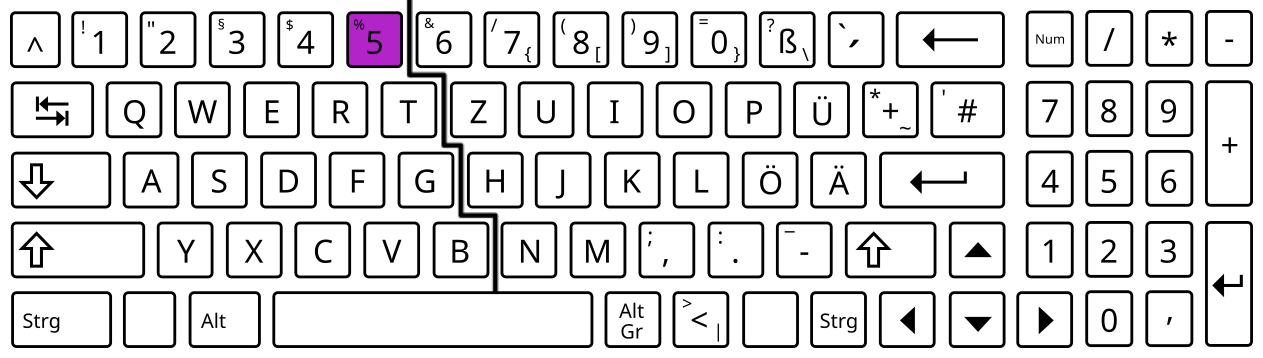 ^ ! 1 " 2 § 3 $ 4 % 5 & 6 / 7 { ( 8 [ ) 9 ] = 0 } ? ß \ ` ´ Num / * -
Q W E R T Z U I O P Ü * + ~ ' # 7 8 9 +
A S D F G H J K L Ö Ä 4 5 6
Y X C V B N M ; , : . _ - 1 2 3
Strg Alt Alt Gr > < | Strg 0 ,